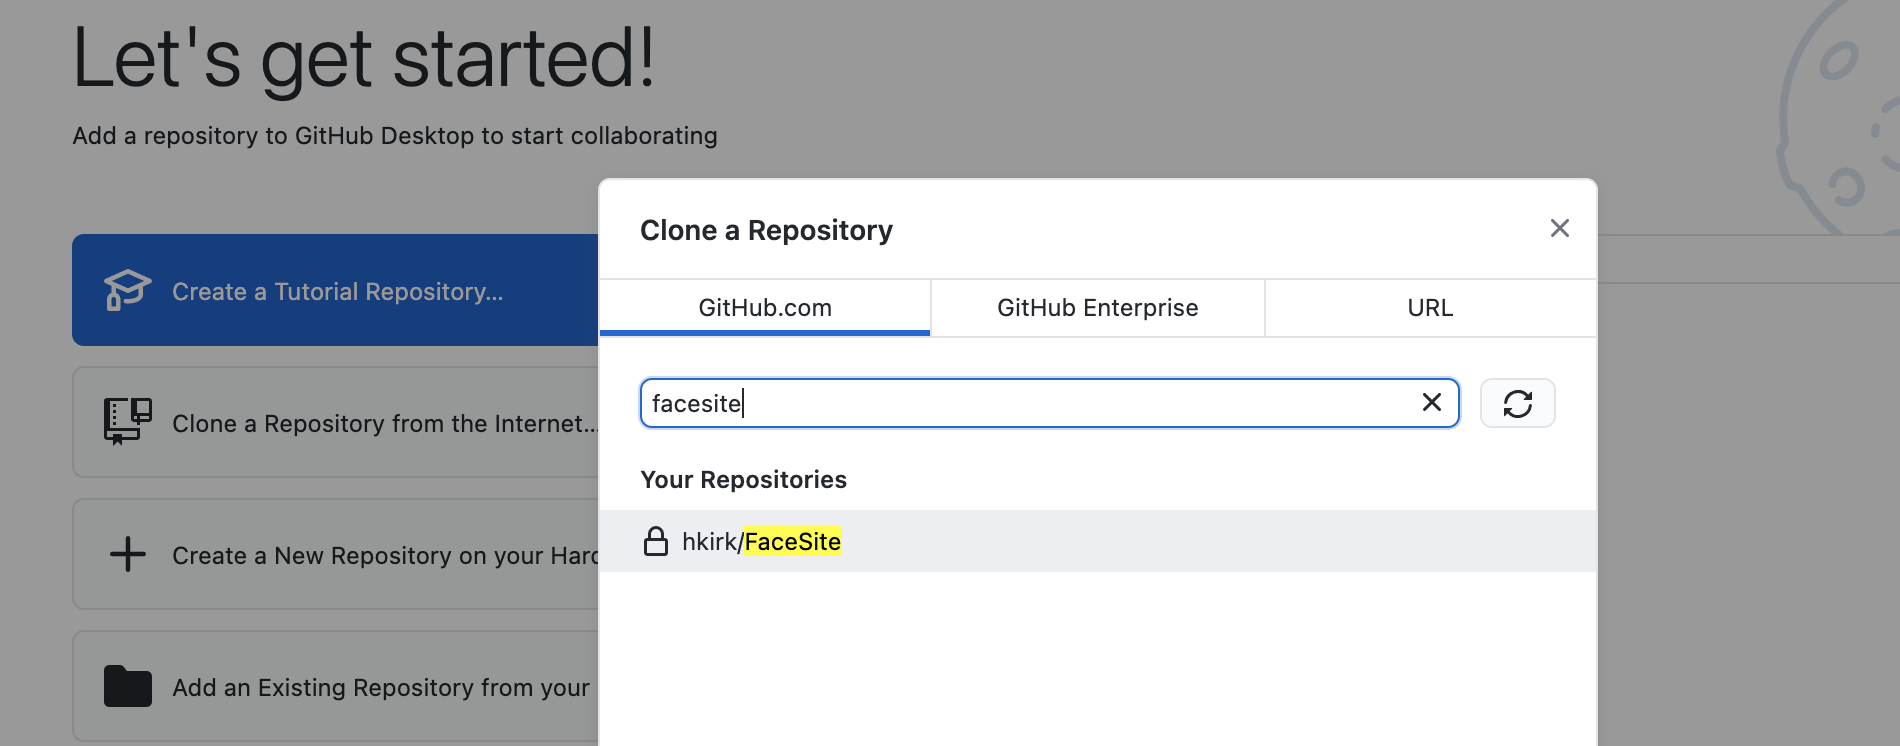 Let's get started!
Add a repository to GitHub Desktop to start collaborating
Create a Tutorial Repository...
Clone a Repository from the Internet...
Create a New Repository on your Hard
Add an Existing Repository from your
Clone a Repository
GitHub.com
GitHub Enterprise
URL
facesite
Your Repositories
hkirk/FaceSite